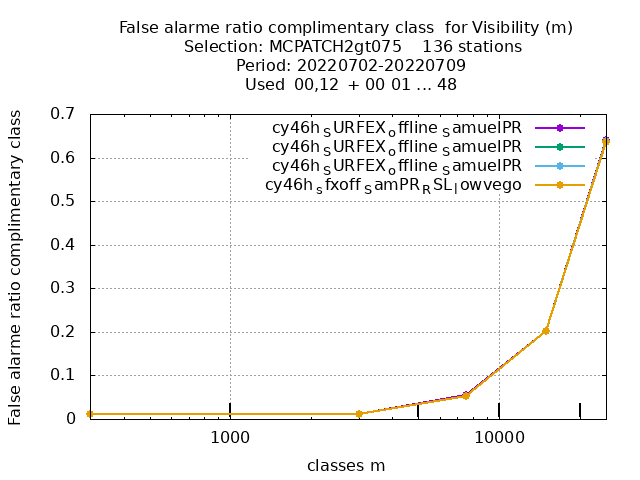 False alarme ratio complimentary class  for Visibility (m)
Selection: MCPATCH2gt075    136 stations
Period: 20220702-20220709
Used  00,12  + 00 01 ... 48
False alarme ratio complimentary class
0.7
0.6
0.5
0.4
0.3
0.2
0.1
0
cy46h_SURFEX_offline_SamuelPR
cy46h_SURFEX_offline_SamuelPR
cy46h_SURFEX_offline_SamuelPR
cy46h_sfxoff_SamPR_RSL_lowvego
1000
10000
classes m